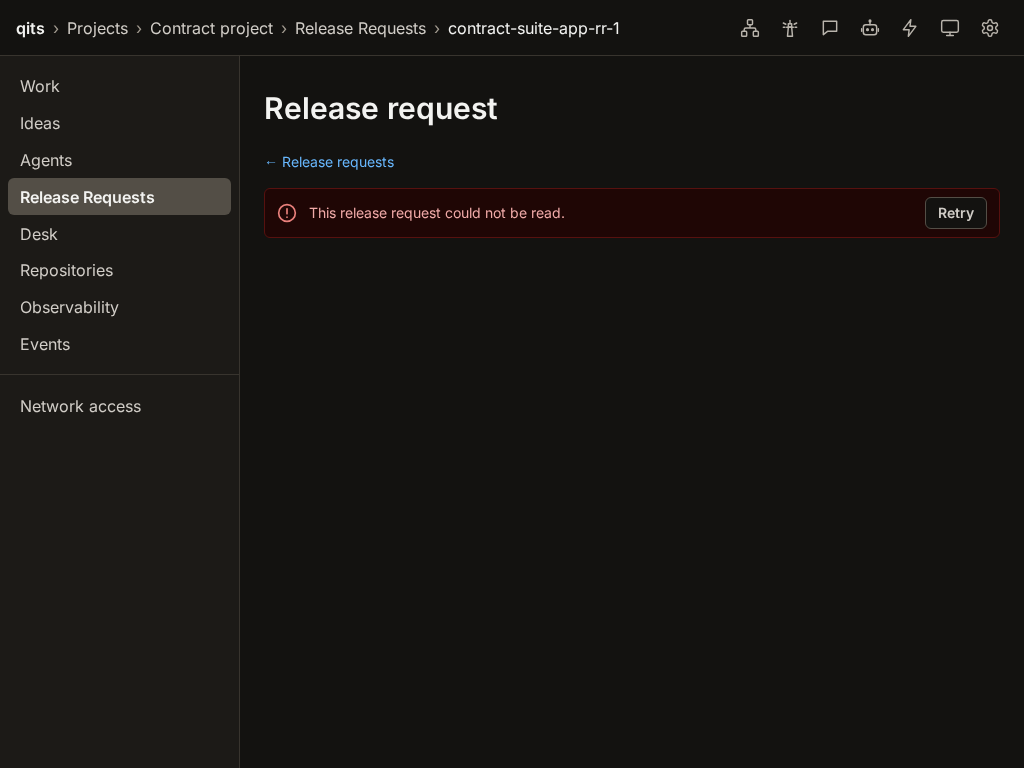 qits › Projects › Contract project › Release Requests › contract-suite-app-rr-1
Work
Ideas
Agents
Release Requests
Desk
Repositories
Observability
Events
Network access
Release request
← Release requests
This release request could not be read.
Retry